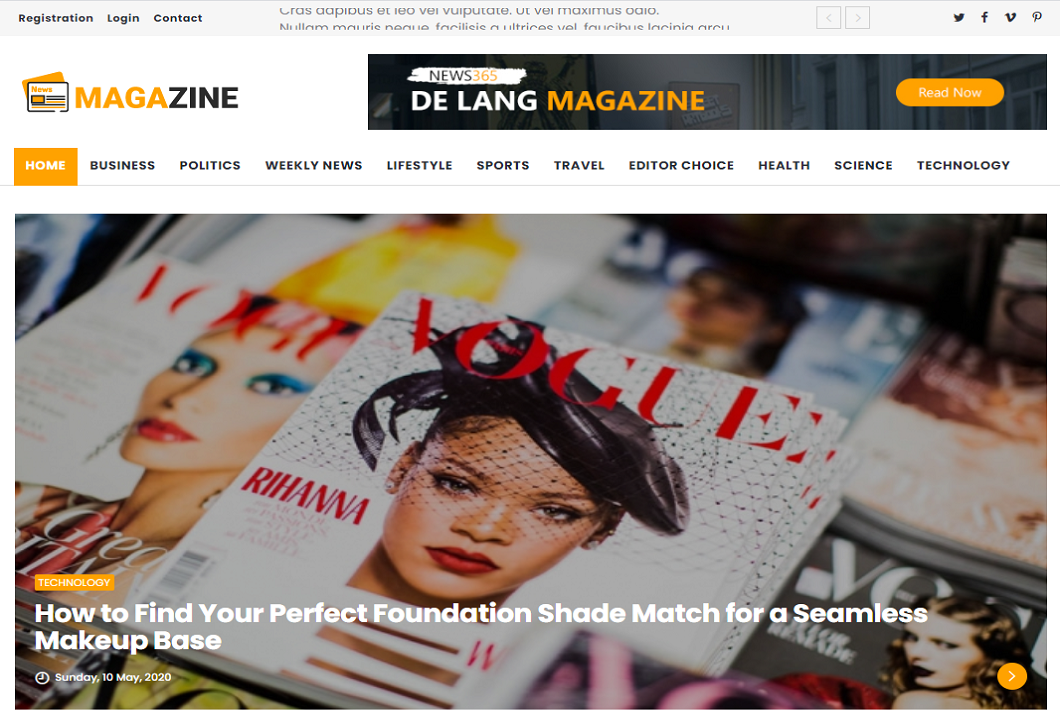 Registration Login Contact
Cras dapibus et leo vel vulputate. Ut vel maximus odio.
Nullam mauris neque, facilisis a ultrices vel, faucibus lacinia arcu
News
MAGAZINE
NEWS365
DE LANG MAGAZINE
Read Now
HOME BUSINESS POLITICS WEEKLY NEWS LIFESTYLE SPORTS TRAVEL EDITOR CHOICE HEALTH SCIENCE TECHNOLOGY
VOGUE
VOGUE
RIHANNA
TECHNOLOGY
How to Find Your Perfect Foundation Shade Match for a Seamless
Makeup Base
Sunday, 10 May, 2020